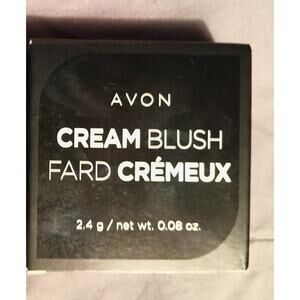 AVON
CREAM BLUSH
FARD CRÉMEUX
2.4 g / net wt. 0.08 oz.